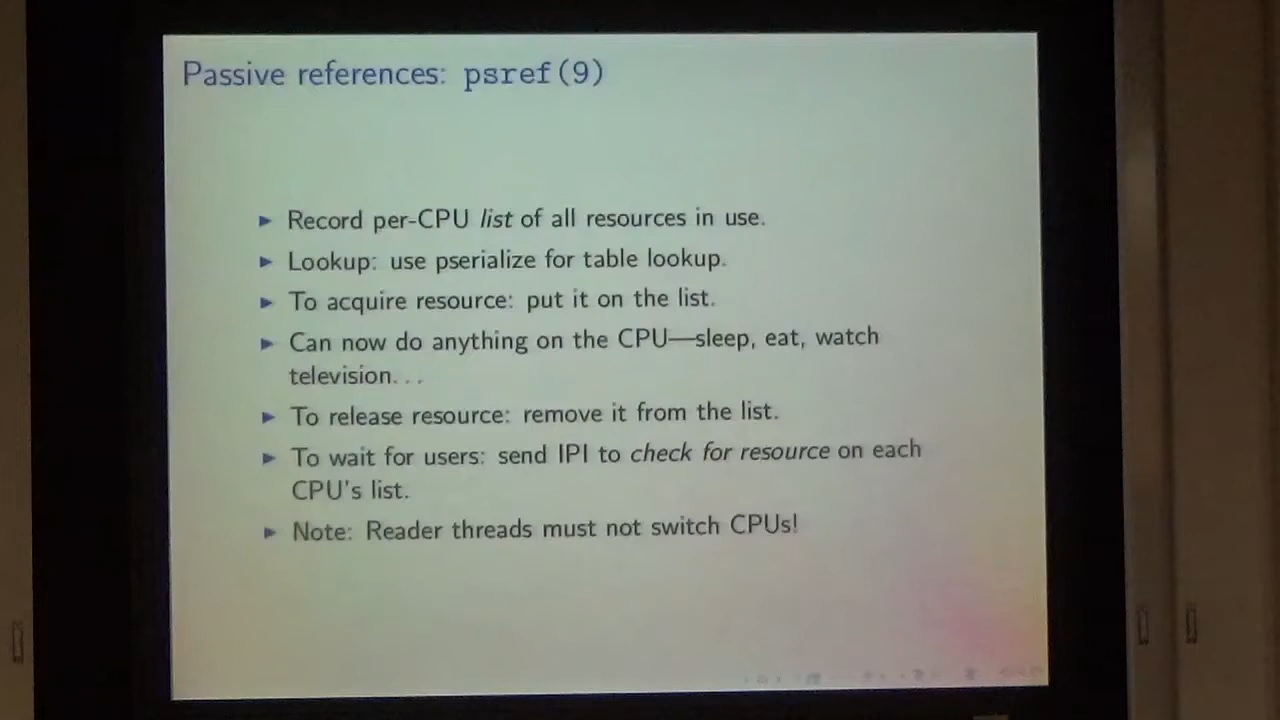 Passive references: psref(9)
► Record per-CPU list of all resources in use.
► Lookup: use pserialize for table lookup.
► To acquire resource: put it on the list.
► Can now do anything on the CPU—sleep, eat, watch
television...
► To release resource: remove it from the list.
► To wait for users: send IPI to check for resource on each
CPU's list.
► Note: Reader threads must not switch CPUs!